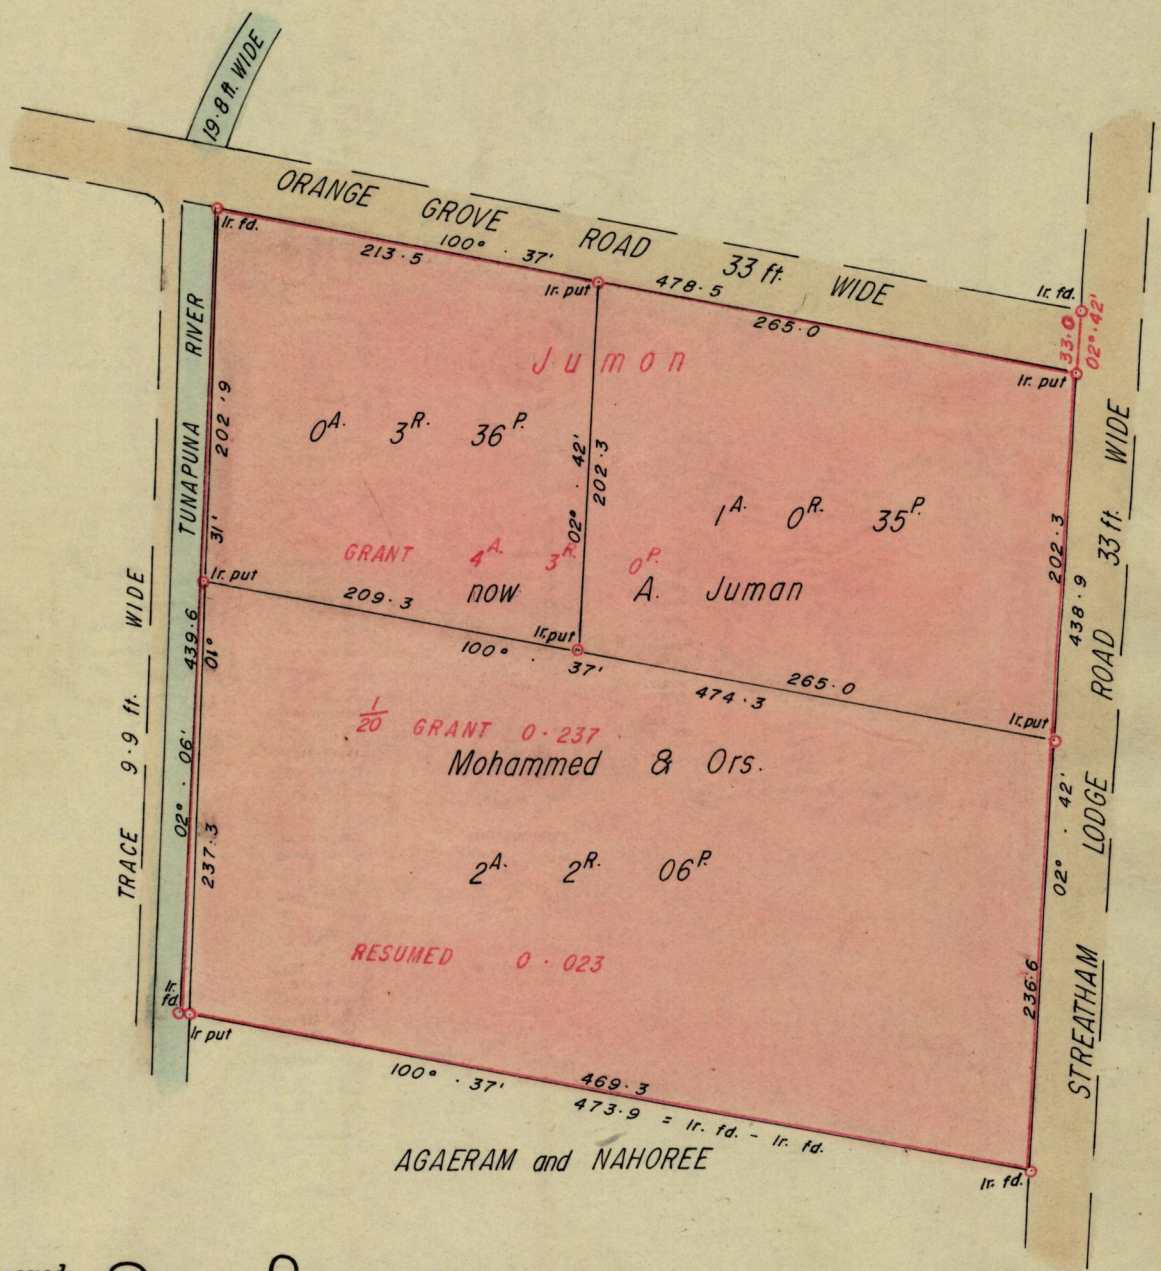 19·8 ft. WIDE
ORANGE GROVE ROAD 33 ft. WIDE
Ir. fd.
213·5
100° · 37'
Ir. put
478·5
265·0
Ir. fd.
33·0
02°·42'
Ir. put
Jumon
TUNAPUNA RIVER
202·9
0A. 3R. 36P.
02° · 42'
202·3
1A. 0R. 35P.
202·3
438·9
STREATHAM LODGE ROAD 33 ft. WIDE
GRANT 4A. 3R. 0P.
now A. Juman
Ir. put
209·3
Ir. put
100° · 37'
474·3
265·0
Ir. put
439·6
01° 31'
TRACE 9·9 ft. WIDE
1/20 GRANT 0·237
Mohammed & Ors.
02° · 06'
237·3
2A. 2R. 06P.
02° · 42'
236·6
RESUMED 0·023
Ir. fd.
Ir put
100° · 37'
469·3
473·9 = Ir. fd. - Ir. fd.
Ir. fd.
AGAERAM and NAHOREE